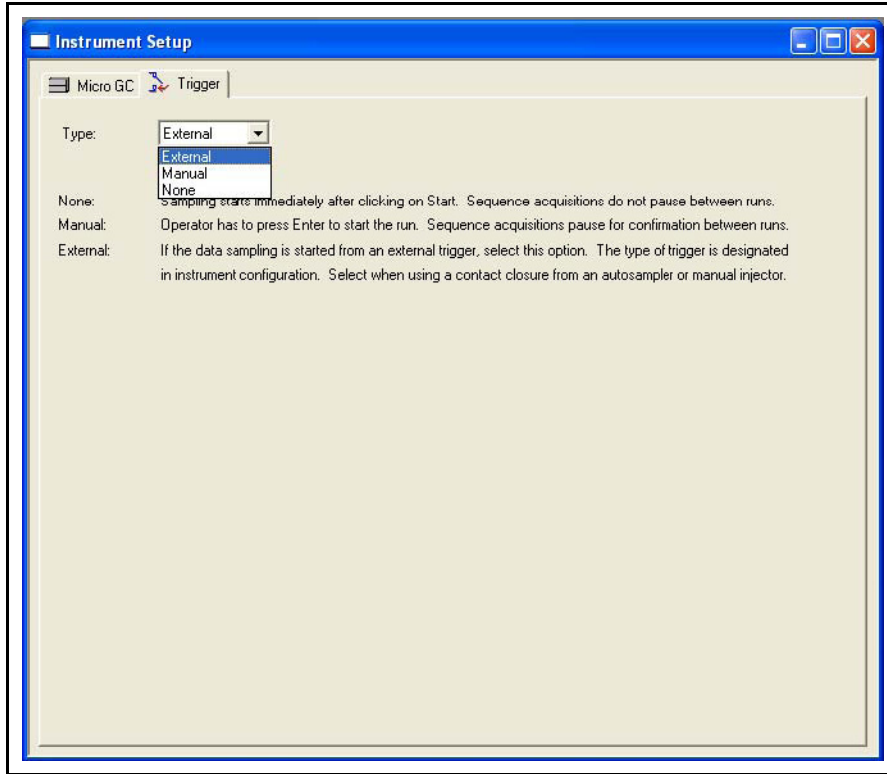 Instrument Setup
Micro GC Trigger
Type: External
External
Manual
None
None: Sampling starts immediately after clicking on Start. Sequence acquisitions do not pause between runs.
Manual: Operator has to press Enter to start the run. Sequence acquisitions pause for confirmation between runs.
External: If the data sampling is started from an external trigger, select this option. The type of trigger is designated
in instrument configuration. Select when using a contact closure from an autosampler or manual injector.